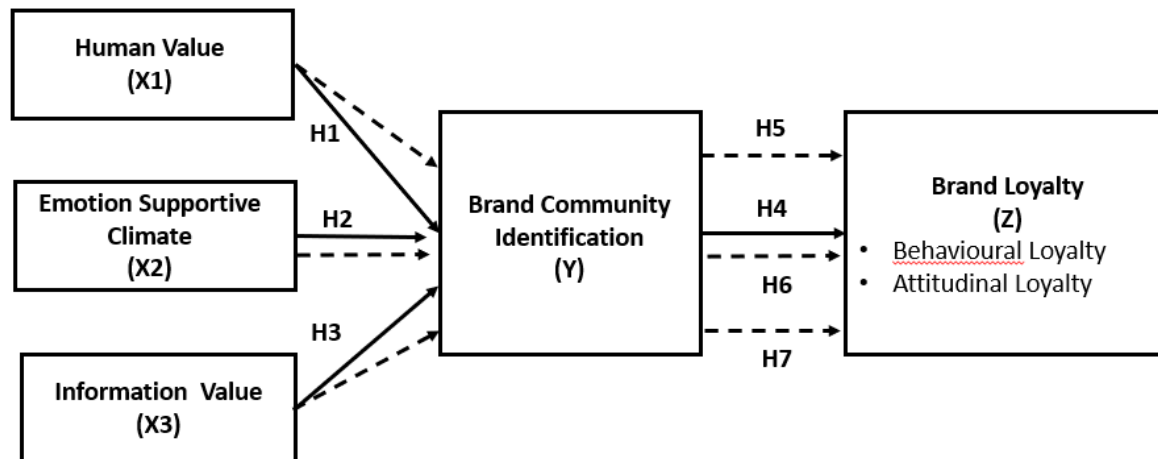 Human Value
(X1)
H1
Emotion Supportive
Climate
(X2)
H2
H3
Information Value
(X3)
Brand Community
Identification
(Y)
H5
H4
H6
H7
Brand Loyalty
(Z)
• Behavioural Loyalty
• Attitudinal Loyalty